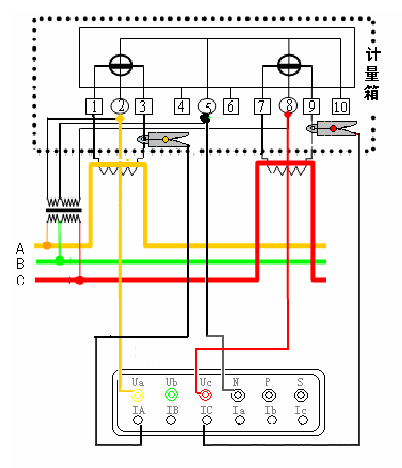 计量箱
1 2 3 4 5 6 7 8 9 10
A
B
C
Ua Ub Uc N P S
IA IB IC Ia Ib Ic